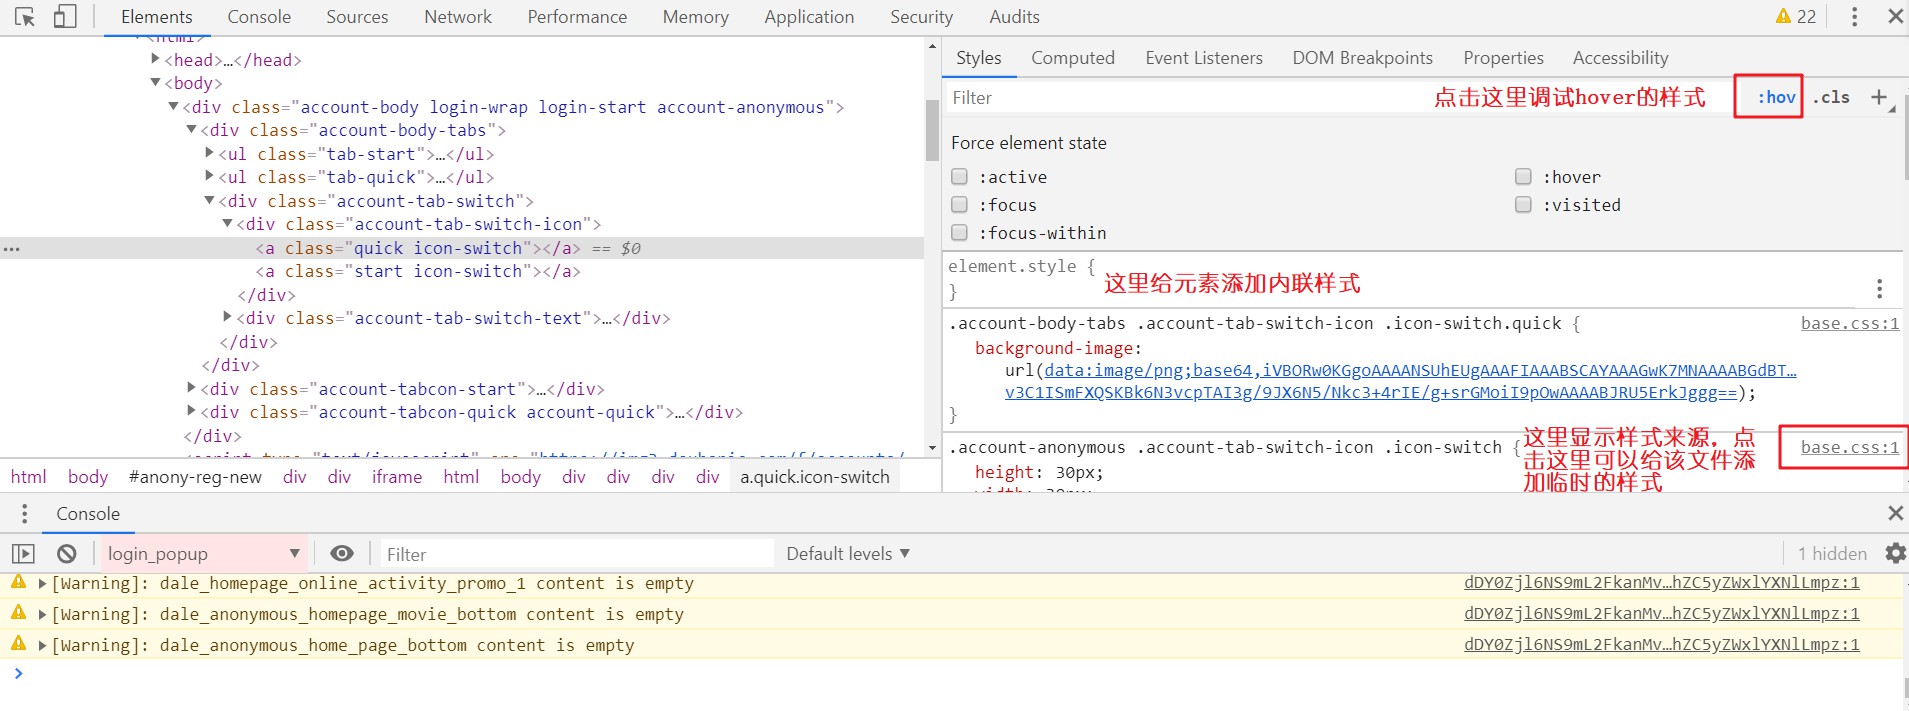 Elements Console Sources Network Performance Memory Application Security Audits 22
<html>
<head>…</head>
<body>
<div class="account-body login-wrap login-start account-anonymous">
<div class="account-body-tabs">
<ul class="tab-start">…</ul>
<ul class="tab-quick">…</ul>
<div class="account-tab-switch">
<div class="account-tab-switch-icon">
<a class="quick icon-switch"></a> == $0
<a class="start icon-switch"></a>
</div>
<div class="account-tab-switch-text">…</div>
</div>
</div>
<div class="account-tabcon-start">…</div>
<div class="account-tabcon-quick account-quick">…</div>
</div>
html body #anony-reg-new div div iframe html body div div div div a.quick.icon-switch
Styles Computed Event Listeners DOM Breakpoints Properties Accessibility
Filter 点击这里调试hover的样式 :hov .cls
Force element state
:active :hover
:focus :visited
:focus-within
element.style {
这里给元素添加内联样式
}
.account-body-tabs .account-tab-switch-icon .icon-switch.quick { base.css:1
background-image:
url(data:image/png;base64,iVBORw0KGgoAAAANSUhEUgAAAFIAAABSCAYAAAGwK7MNAAAABGdBT…
v3C1ISmFXQSKBk6N3vcpTAI3g/9JX6N5/Nkc3+4rIE/g+srGMoiI9pOwAAAABJRU5ErkJggg==);
}
.account-anonymous .account-tab-switch-icon .icon-switch { base.css:1
height: 30px;
width: 30px;
这里显示样式来源，点
击这里可以给该文件添
加临时的样式
Console
login_popup Filter Default levels 1 hidden
[Warning]: dale_homepage_online_activity_promo_1 content is empty dDY0Zjl6NS9mL2FkanMv…hZC5yZWxlYXNlLmpz:1
[Warning]: dale_anonymous_homepage_movie_bottom content is empty dDY0Zjl6NS9mL2FkanMv…hZC5yZWxlYXNlLmpz:1
[Warning]: dale_anonymous_home_page_bottom content is empty dDY0Zjl6NS9mL2FkanMv…hZC5yZWxlYXNlLmpz:1